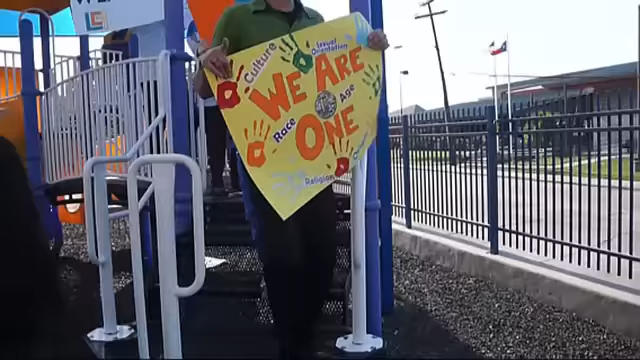 Culture
Sexual
Orientation
WE ARE
Race
Age
ONE
Religion